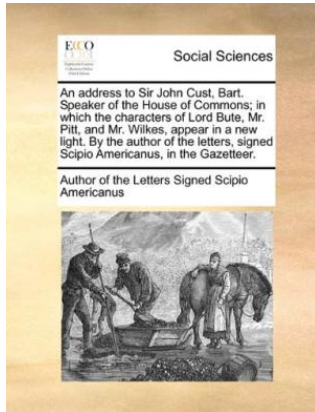 ECCO
Social Sciences
An address to Sir John Cust, Bart.
Speaker of the House of Commons; in
which the characters of Lord Bute, Mr.
Pitt, and Mr. Wilkes, appear in a new
light. By the author of the letters, signed
Scipio Americanus, in the Gazetteer.
Author of the Letters Signed Scipio
Americanus